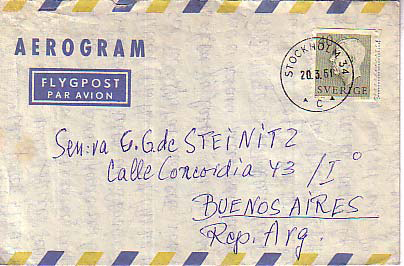 AEROGRAM
FLYGPOST
PAR AVION
STOCKHOLM 34
20.3.61
C
SVERIGE
Sen:va E.G. de STEiNiTZ
Calle Concordia 43 / I°
BUENOS AiRES
Rep. Arg.